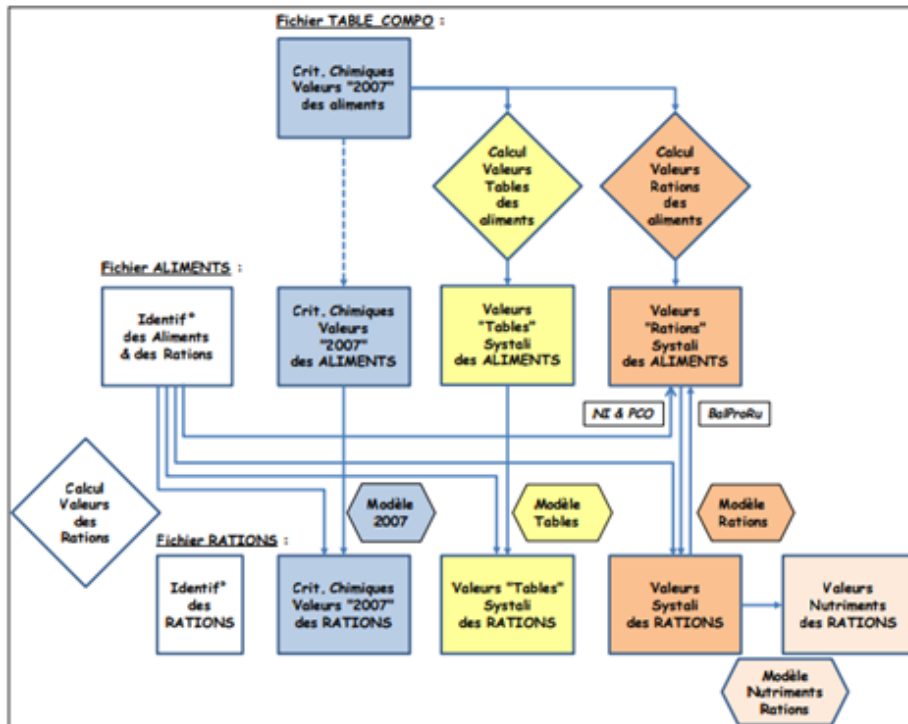 Fichier TABLE_COMPO :
Crit. Chimiques
Valeurs "2007"
des aliments
Calcul
Valeurs
Tables
des
aliments
Calcul
Valeurs
Rations
des
aliments
Fichier ALIMENTS :
Identif°
des Aliments
& des Rations
Crit. Chimiques
Valeurs
"2007"
des ALIMENTS
Valeurs
"Tables"
Systali
des ALIMENTS
Valeurs
"Rations"
Systali
des ALIMENTS
NI & PCO
BalProRu
Calcul
Valeurs
des
Rations
Modèle
2007
Modèle
Tables
Modèle
Rations
Fichier RATIONS :
Identif°
des
RATIONS
Crit. Chimiques
Valeurs "2007"
des RATIONS
Valeurs "Tables"
Systali
des RATIONS
Valeurs
Systali
des RATIONS
Valeurs
Nutriments
des RATIONS
Modèle
Nutriments
Rations